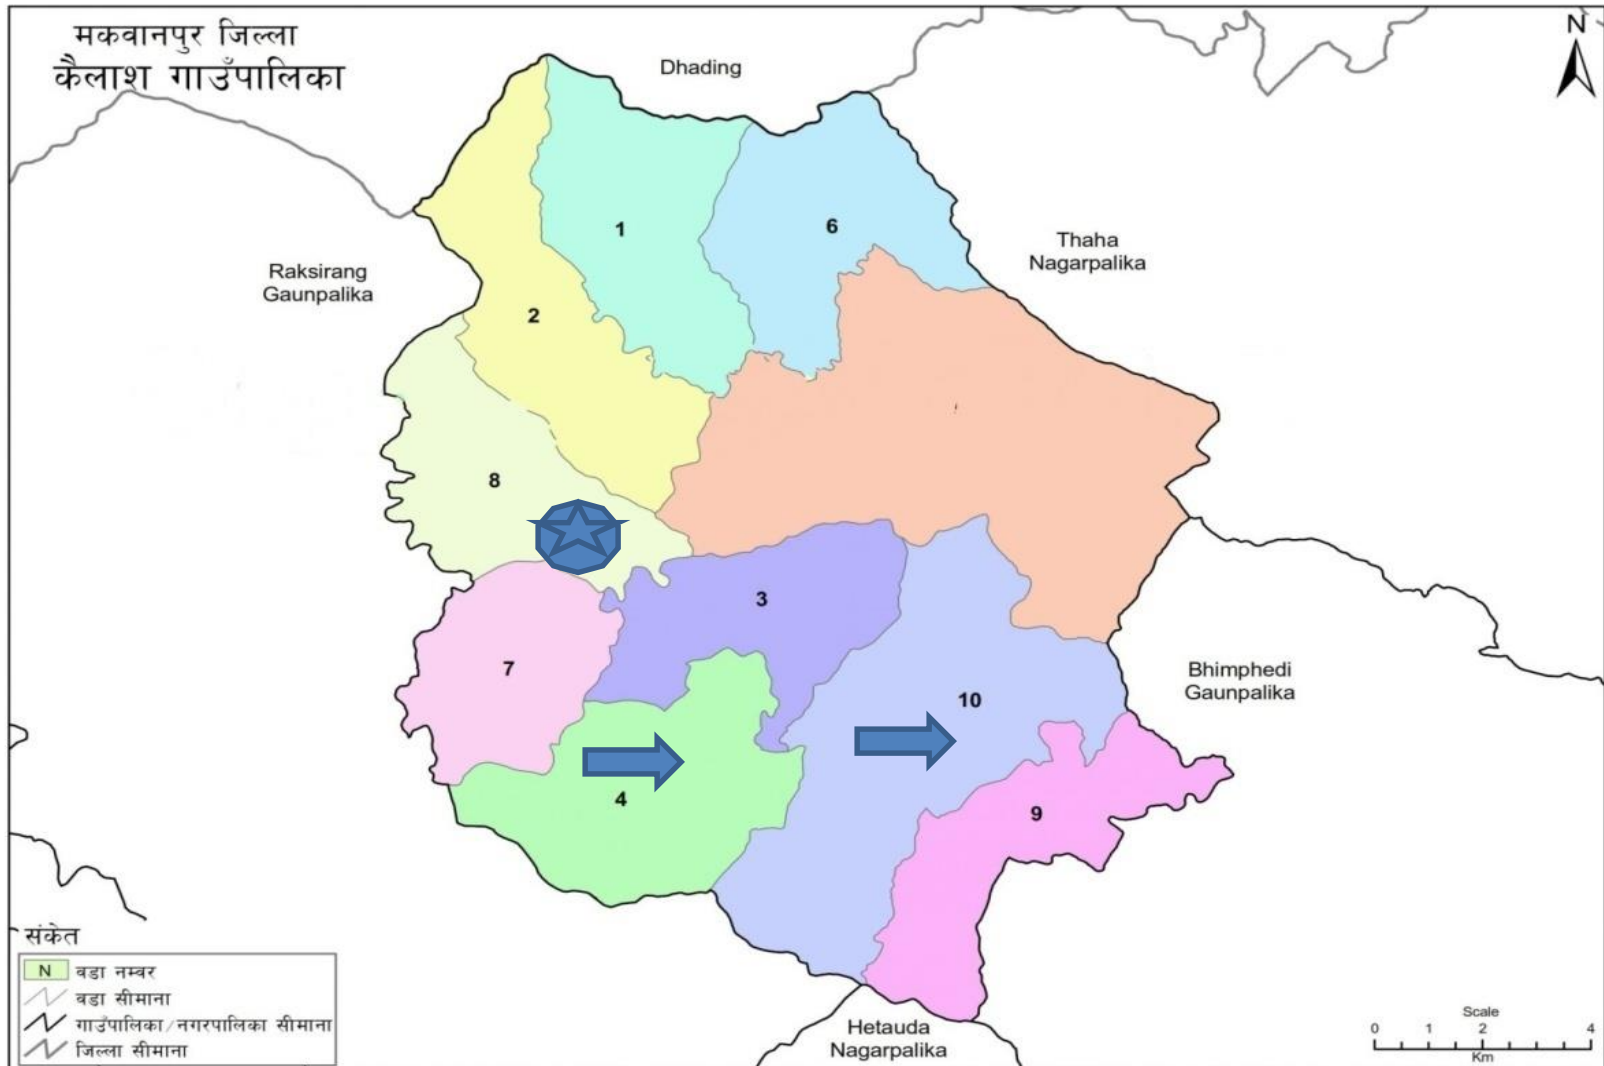 मकवानपुर जिल्ला
कैलाश गाउँपालिका
N
Dhading
Thaha
Nagarpalika
Raksirang
Gaunpalika
1
6
2
8
3
7
10
Bhimphedi
Gaunpalika
4
9
संकेत
N वडा नम्बर
वडा सीमाना
गाउँपालिका/नगरपालिका सीमाना
जिल्ला सीमाना
Hetauda
Nagarpalika
Scale
0 1 2 4
Km